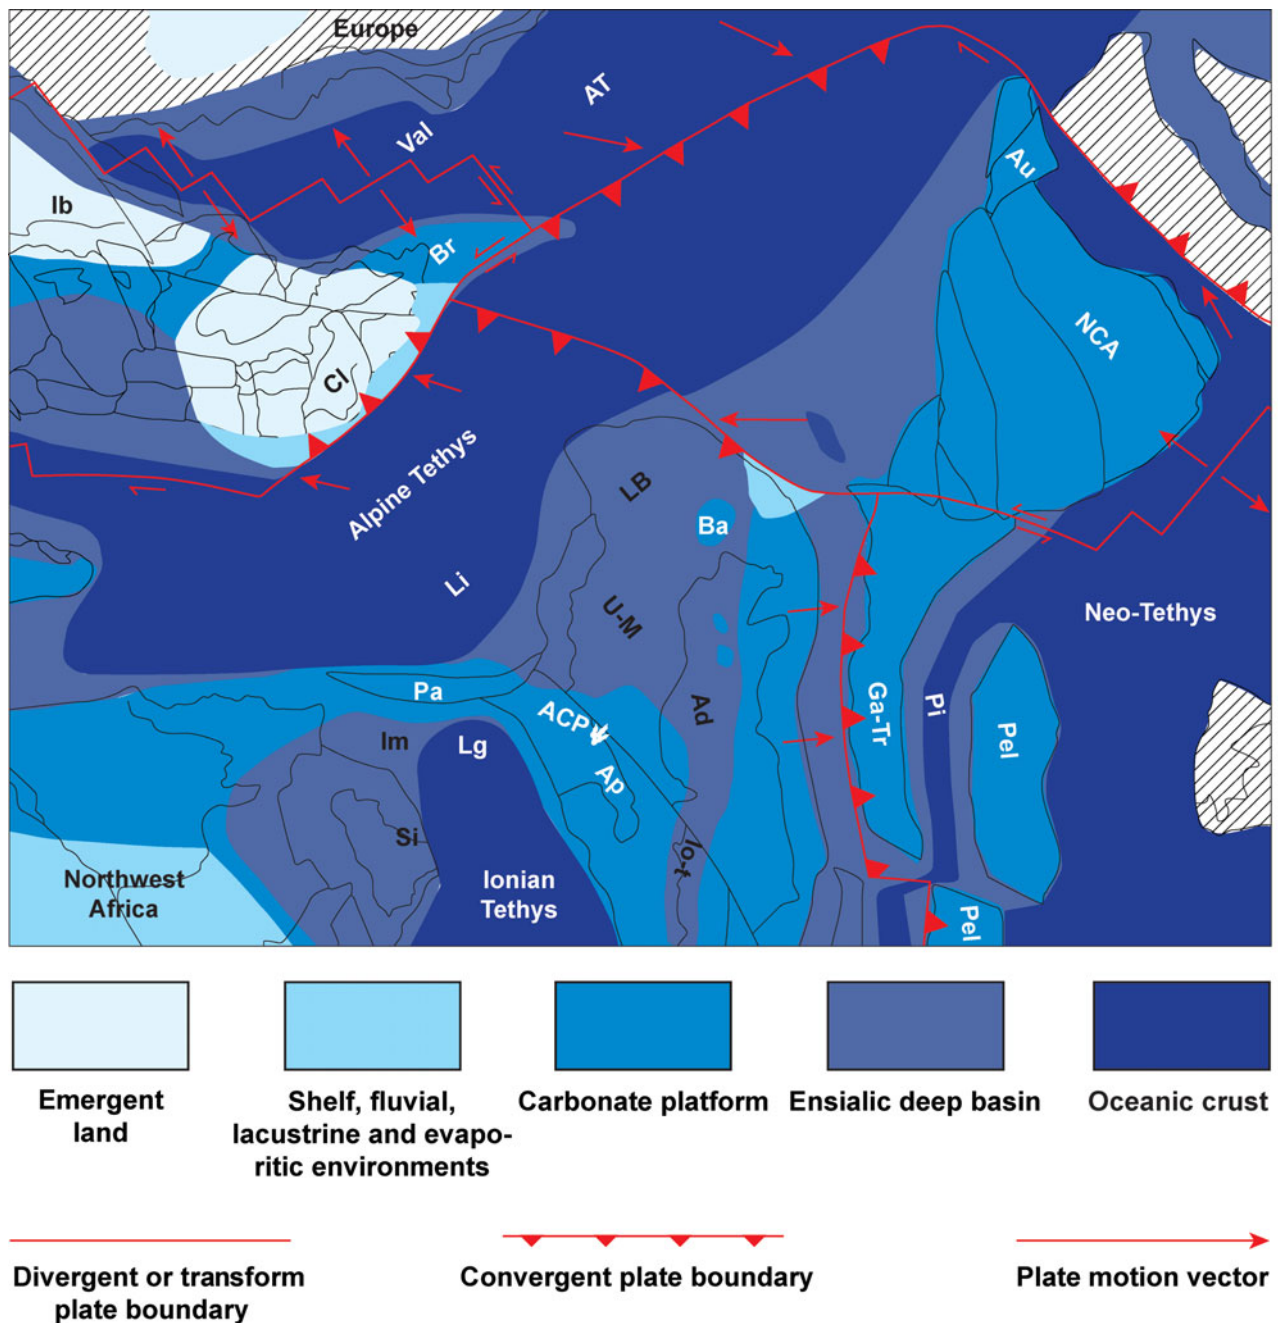 Europe
AT
Val
Au
Ib
Br
NCA
CI
LB
Alpine Tethys
Ba
Li
U-M
Neo-Tethys
Pa
ACP
Ad
Ga-Tr
Pi
Pel
Im
Lg
Ap
Si
Io-t
Northwest
Africa
Ionian
Tethys
Pel
Emergent
land
Shelf, fluvial,
lacustrine and evapo-
ritic environments
Carbonate platform
Ensialic deep basin
Oceanic crust
Divergent or transform
plate boundary
Convergent plate boundary
Plate motion vector